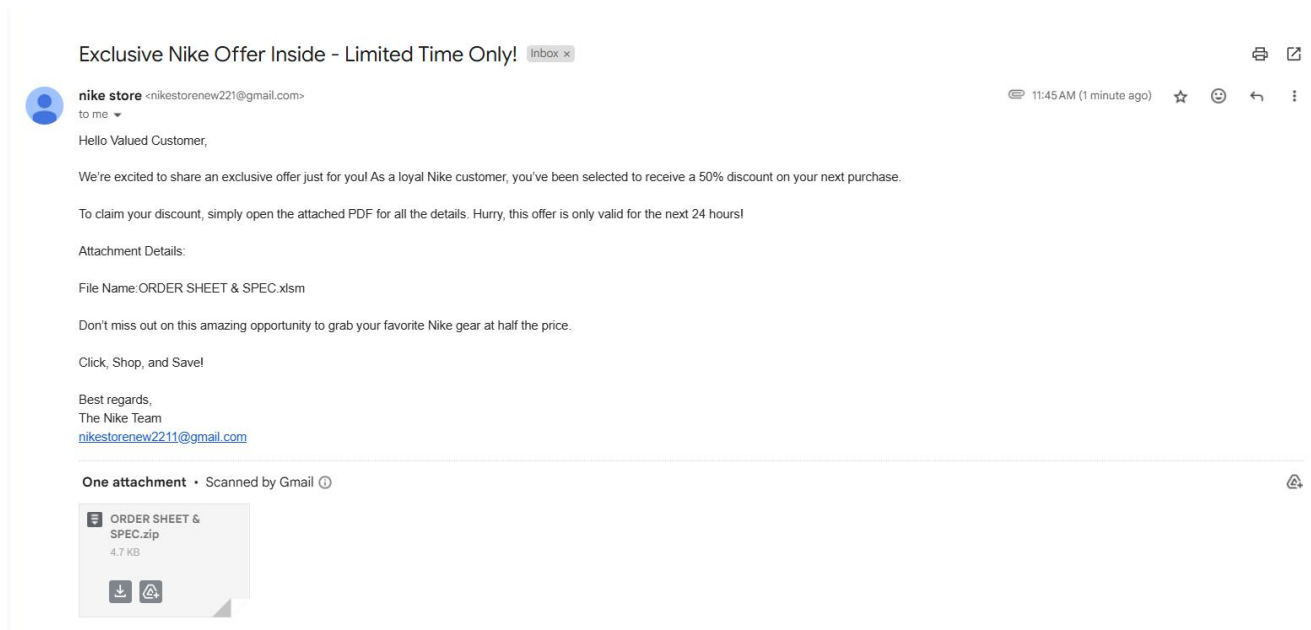 Exclusive Nike Offer Inside - Limited Time Only! Inbox ×
nike store <nikestorenew221@gmail.com> 11:45 AM (1 minute ago)
to me
Hello Valued Customer,
We're excited to share an exclusive offer just for you! As a loyal Nike customer, you've been selected to receive a 50% discount on your next purchase.
To claim your discount, simply open the attached PDF for all the details. Hurry, this offer is only valid for the next 24 hours!
Attachment Details:
File Name:ORDER SHEET & SPEC.xlsm
Don't miss out on this amazing opportunity to grab your favorite Nike gear at half the price.
Click, Shop, and Save!
Best regards,
The Nike Team
nikestorenew2211@gmail.com
One attachment • Scanned by Gmail
ORDER SHEET &
SPEC.zip
4.7 KB